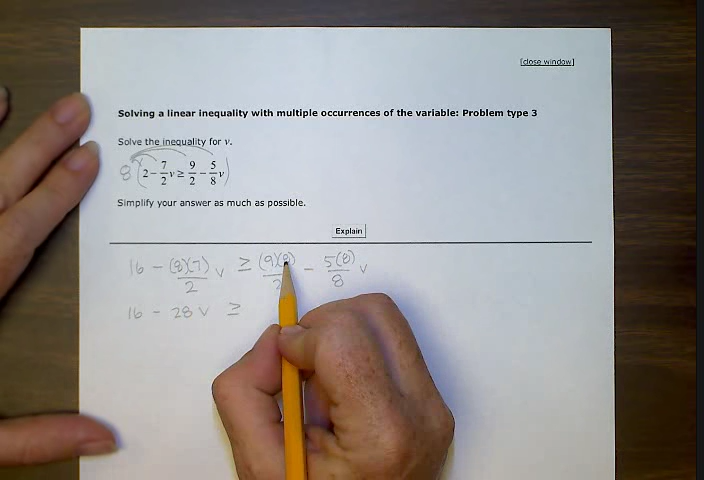 [close window]
Solving a linear inequality with multiple occurrences of the variable: Problem type 3
Solve the inequality for v.
8(2 - 7/2 v ≥ 9/2 - 5/8 v)
Simplify your answer as much as possible.
Explain
16 - (8)(7)/2 v ≥ (9)(8)/2 - 5(8)/8 v
16 - 28 v ≥